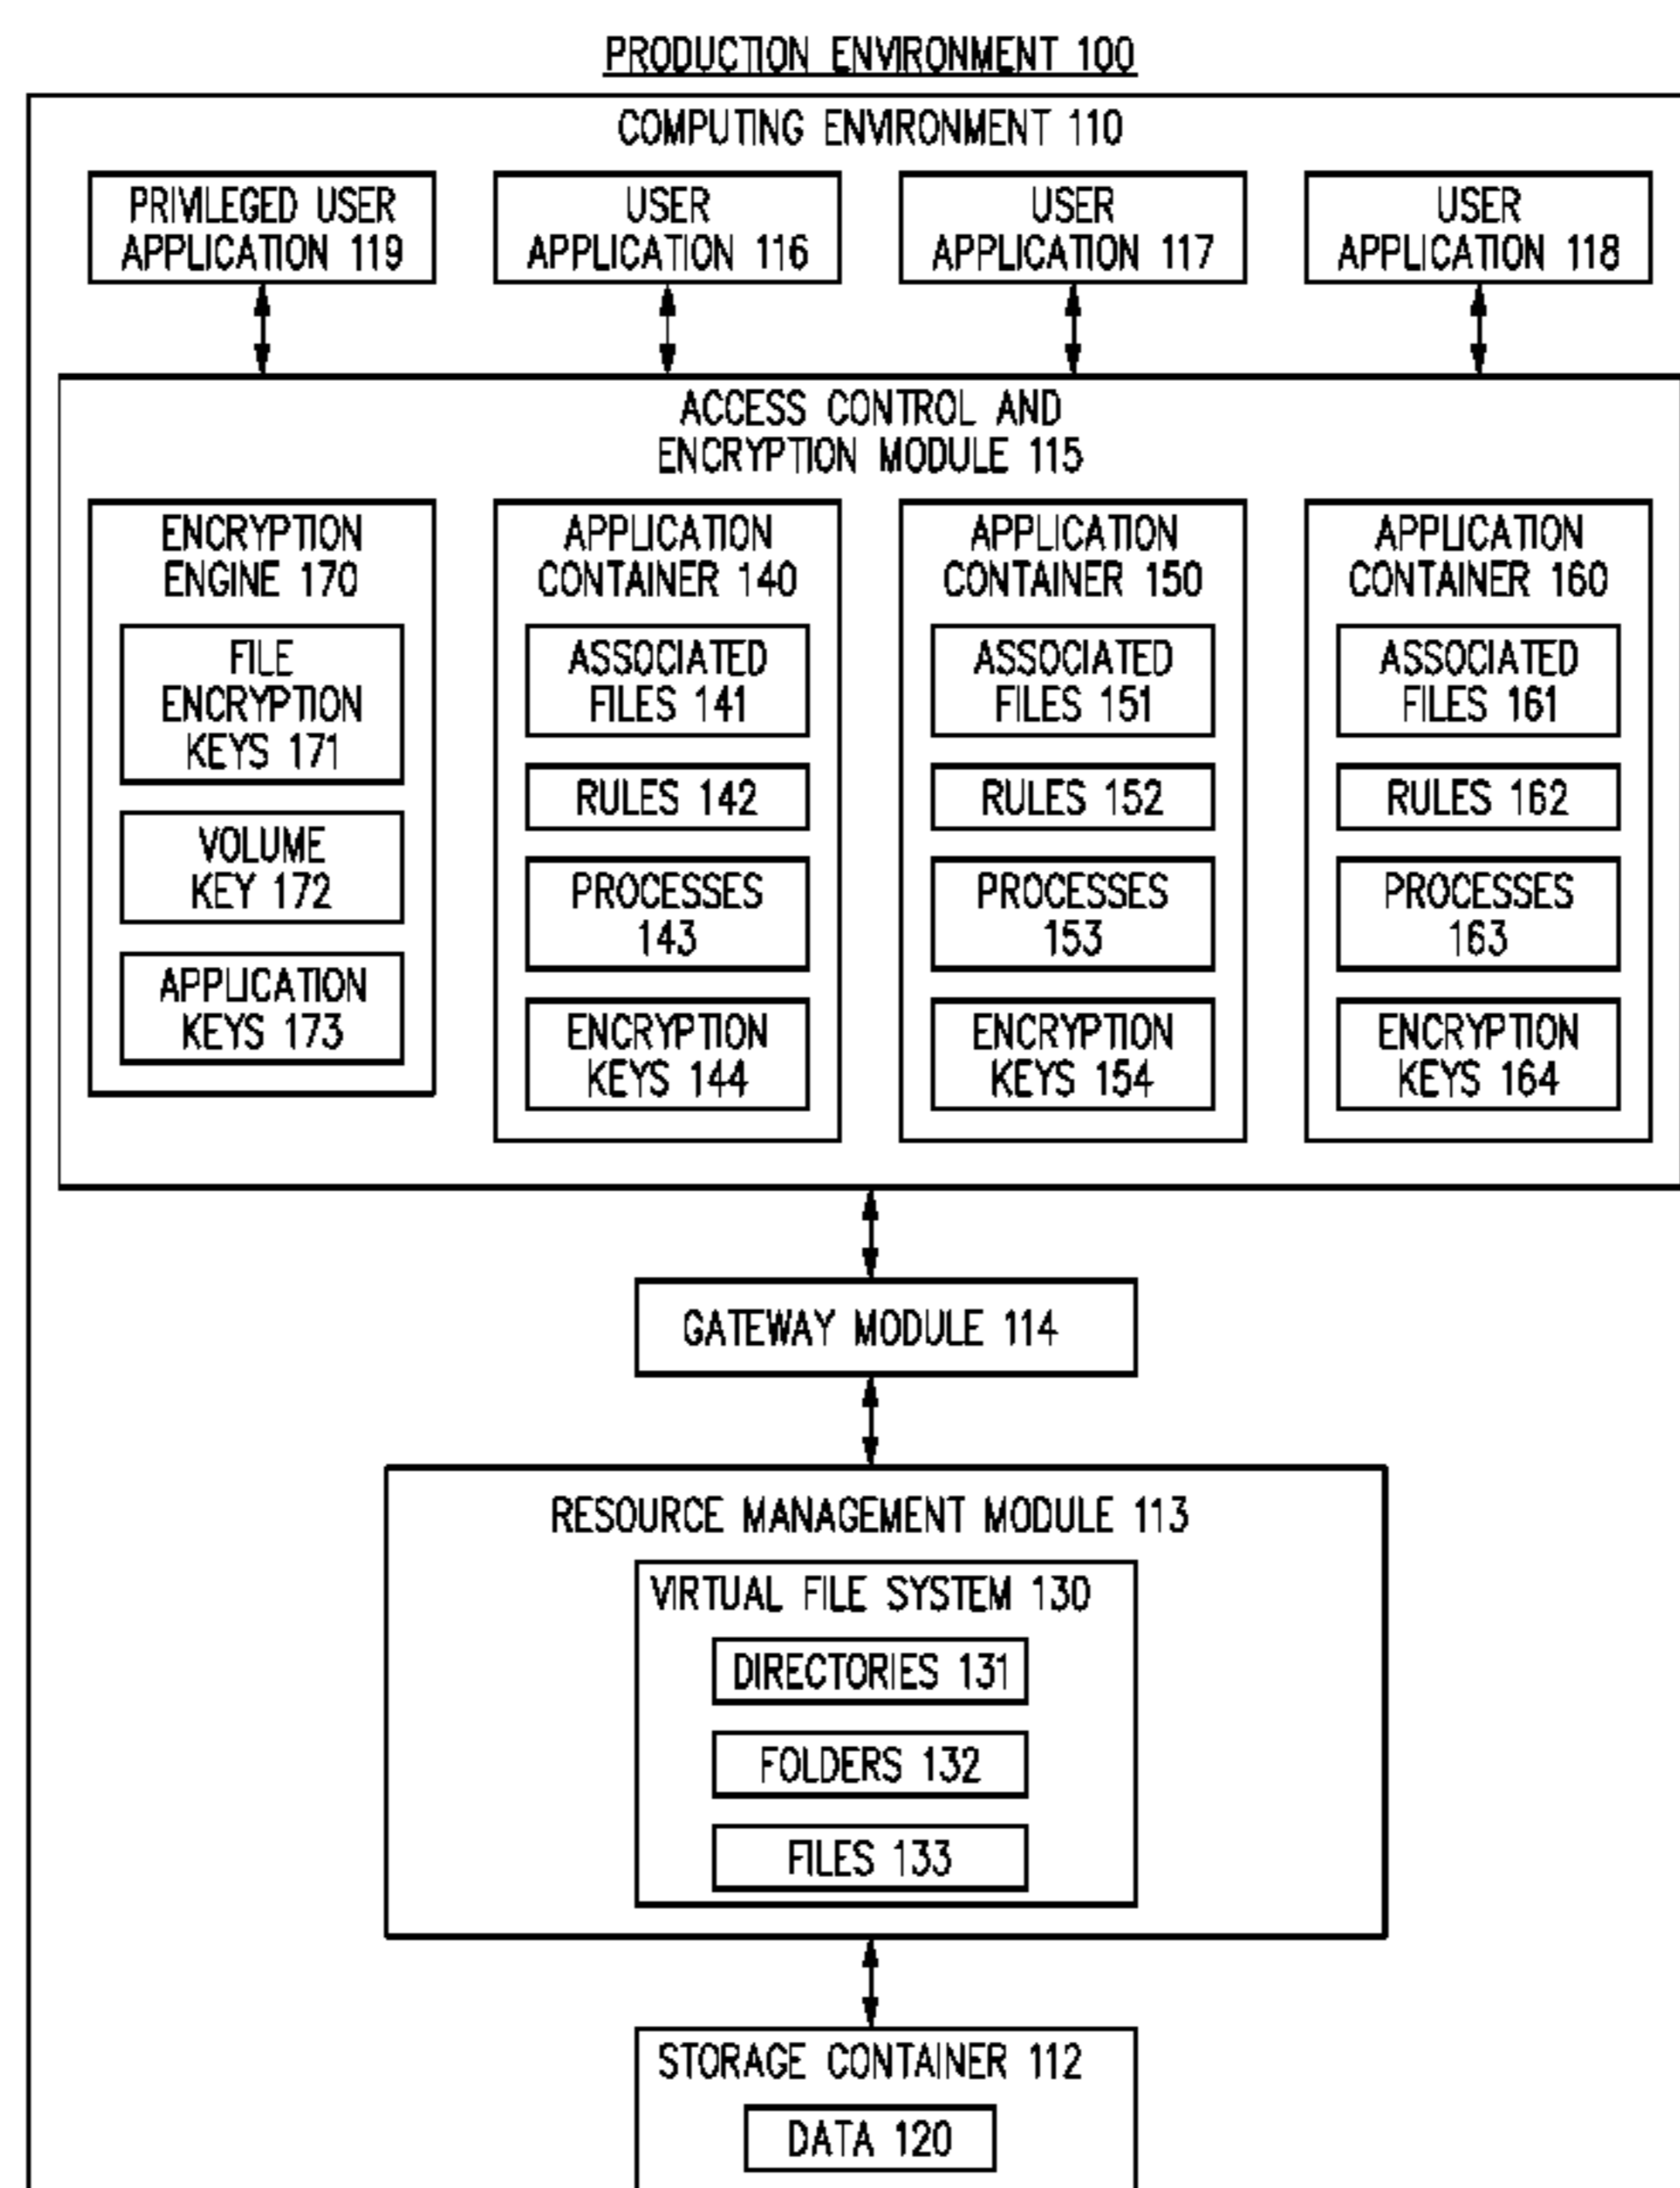 PRODUCTION ENVIRONMENT 100
COMPUTING ENVIRONMENT 110
PRIVILEGED USER
APPLICATION 119
USER
APPLICATION 116
USER
APPLICATION 117
USER
APPLICATION 118
ACCESS CONTROL AND
ENCRYPTION MODULE 115
ENCRYPTION
ENGINE 170
FILE
ENCRYPTION
KEYS 171
VOLUME
KEY 172
APPLICATION
KEYS 173
APPLICATION
CONTAINER 140
ASSOCIATED
FILES 141
RULES 142
PROCESSES
143
ENCRYPTION
KEYS 144
APPLICATION
CONTAINER 150
ASSOCIATED
FILES 151
RULES 152
PROCESSES
153
ENCRYPTION
KEYS 154
APPLICATION
CONTAINER 160
ASSOCIATED
FILES 161
RULES 162
PROCESSES
163
ENCRYPTION
KEYS 164
GATEWAY MODULE 114
RESOURCE MANAGEMENT MODULE 113
VIRTUAL FILE SYSTEM 130
DIRECTORIES 131
FOLDERS 132
FILES 133
STORAGE CONTAINER 112
DATA 120